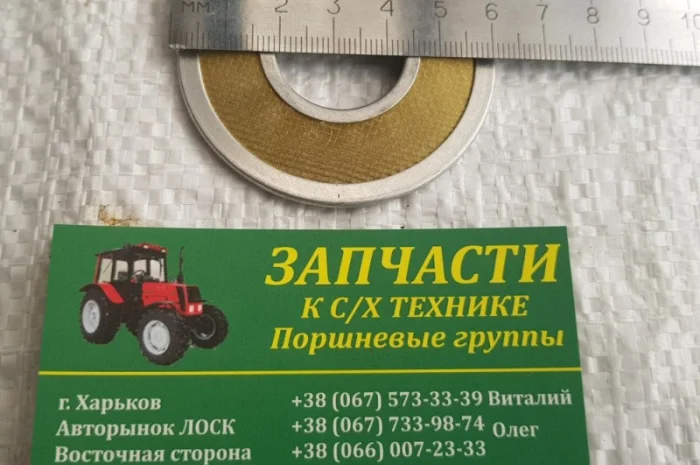 мм 1 2 3 4 5 6 7 8 9 1
ЗАПЧАСТИ
К С/Х ТЕХНИКЕ
Поршневые группы
г. Харьков +38 (067) 573-33-39 Виталий
Авторынок ЛОСК +38 (067) 733-98-74 Олег
Восточная сторона +38 (066) 007-23-33